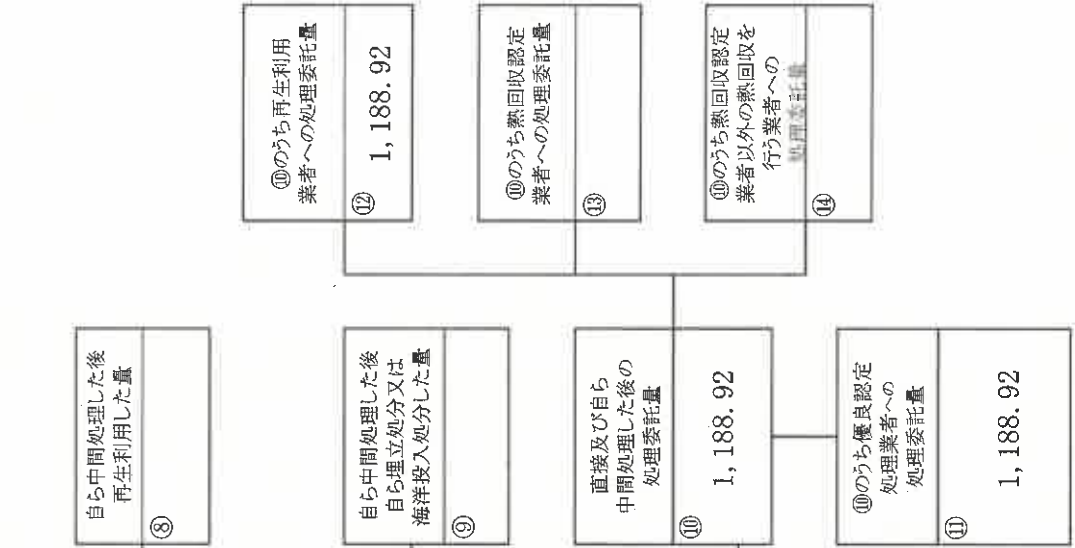 自ら中間処理した後
再生利用した量
⑧
自ら中間処理した後
自ら埋立処分又は
海洋投入処分した量
⑨
直接及び自ら
中間処理した後の
処理委託量
⑩
1,188.92
⑩のうち優良認定
処理業者への
処理委託量
⑪
1,188.92
⑩のうち再生利用
業者への処理委託量
⑫
1,188.92
⑩のうち熱回収認定
業者への処理委託量
⑬
⑩のうち熱回収認定
業者以外の熱回収を
行う業者への
処理委託量
⑭